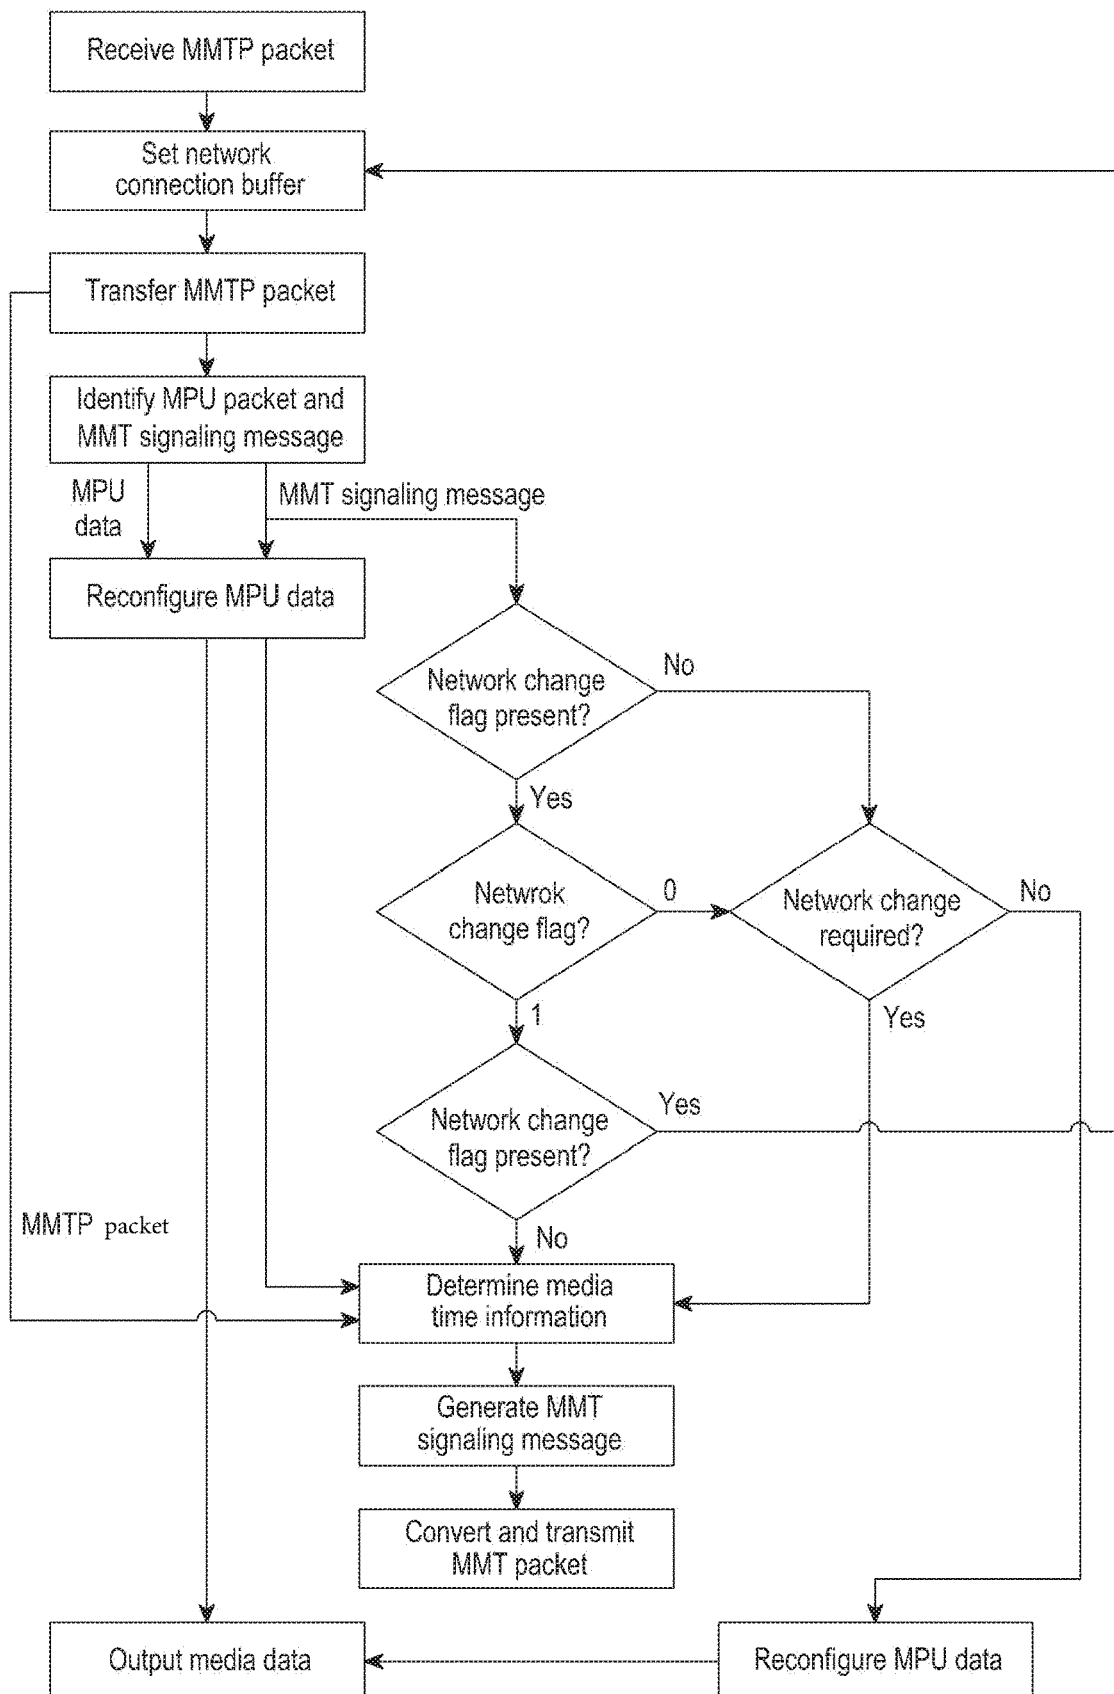 Receive MMTP packet
Set network
connection buffer
Transfer MMTP packet
Identify MPU packet and
MMT signaling message
MPU
data
MMT signaling message
Reconfigure MPU data
Network change
flag present?
No
Yes
Netwrok
change flag?
0
Network change
required?
No
1
Yes
Network change
flag present?
Yes
No
MMTP packet
Determine media
time information
Generate MMT
signaling message
Convert and transmit
MMT packet
Output media data
Reconfigure MPU data